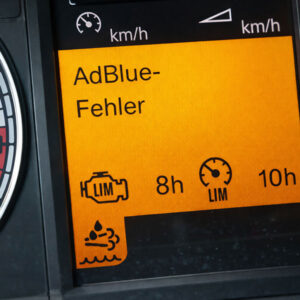 km/h km/h
AdBlue-
Fehler
LIM 8h LIM 10h